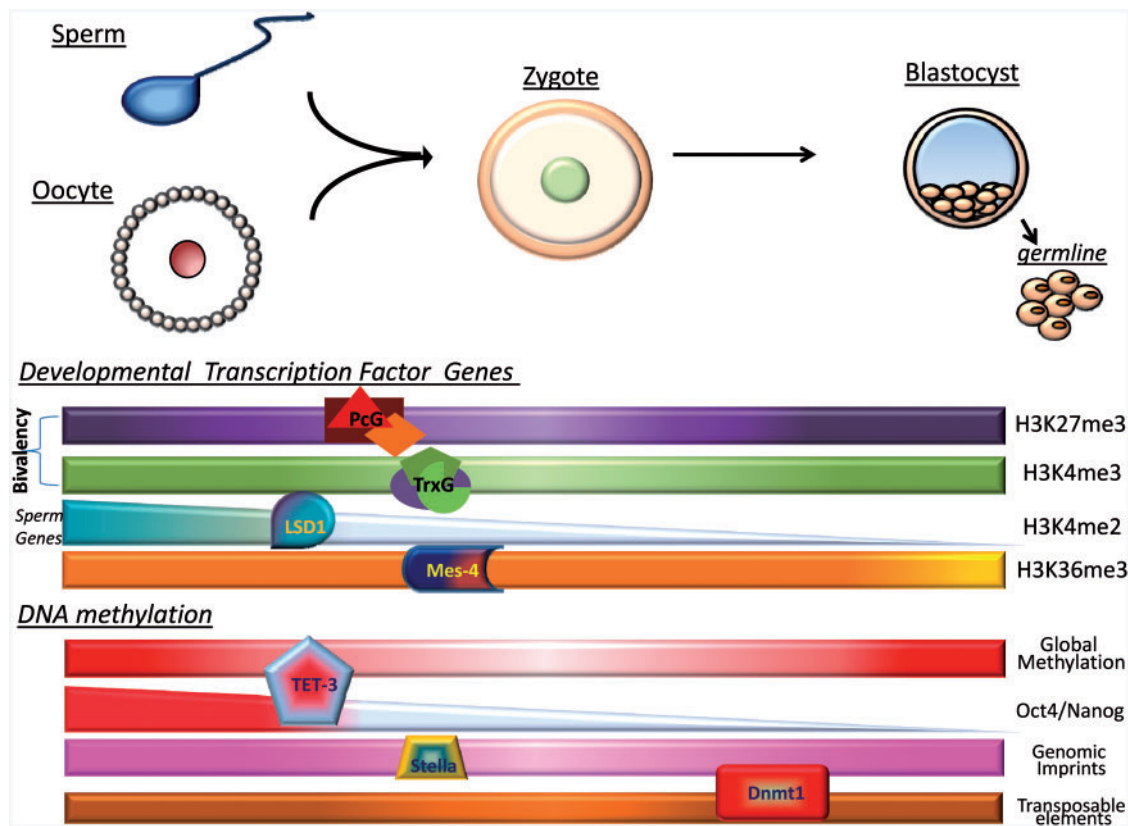 Sperm
Zygote
Blastocyst
Oocyte
germline
Developmental Transcription Factor Genes
Bivalency
PcG
H3K27me3
TrxG
H3K4me3
Sperm
Genes
LSD1
H3K4me2
Mes-4
H3K36me3
DNA methylation
Global
Methylation
TET-3
Oct4/Nanog
Stella
Genomic
Imprints
Dnmt1
Transposable
elements